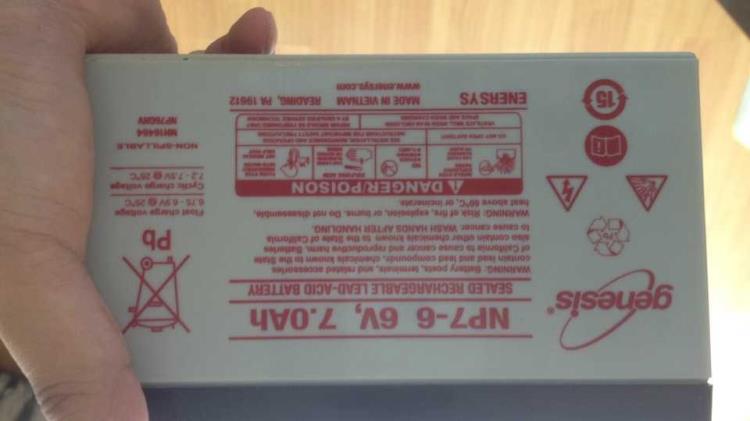 genesis®
NP7-6 6V, 7.0Ah
SEALED RECHARGEABLE LEAD-ACID BATTERY
WARNING: Battery posts, terminals, and related accessories
contain lead and lead compounds, chemicals known to the State
of California to cause cancer and reproductive harm. Batteries
also contain other chemicals known to the State of California
to cause cancer. WASH HANDS AFTER HANDLING.
WARNING: Risk of fire, explosion, or burns. Do not disassemble,
heat above 60°C, or incinerate.
DANGER/POISON
ENERSYS MADE IN VIETNAM READING, PA 19612
www.enersys.com
15
Pb
Float charge voltage
6.75 - 6.9V @ 25°C
Cyclic charge voltage
7.2 - 7.5V @ 25°C
NON-SPILLABLE
MH16464